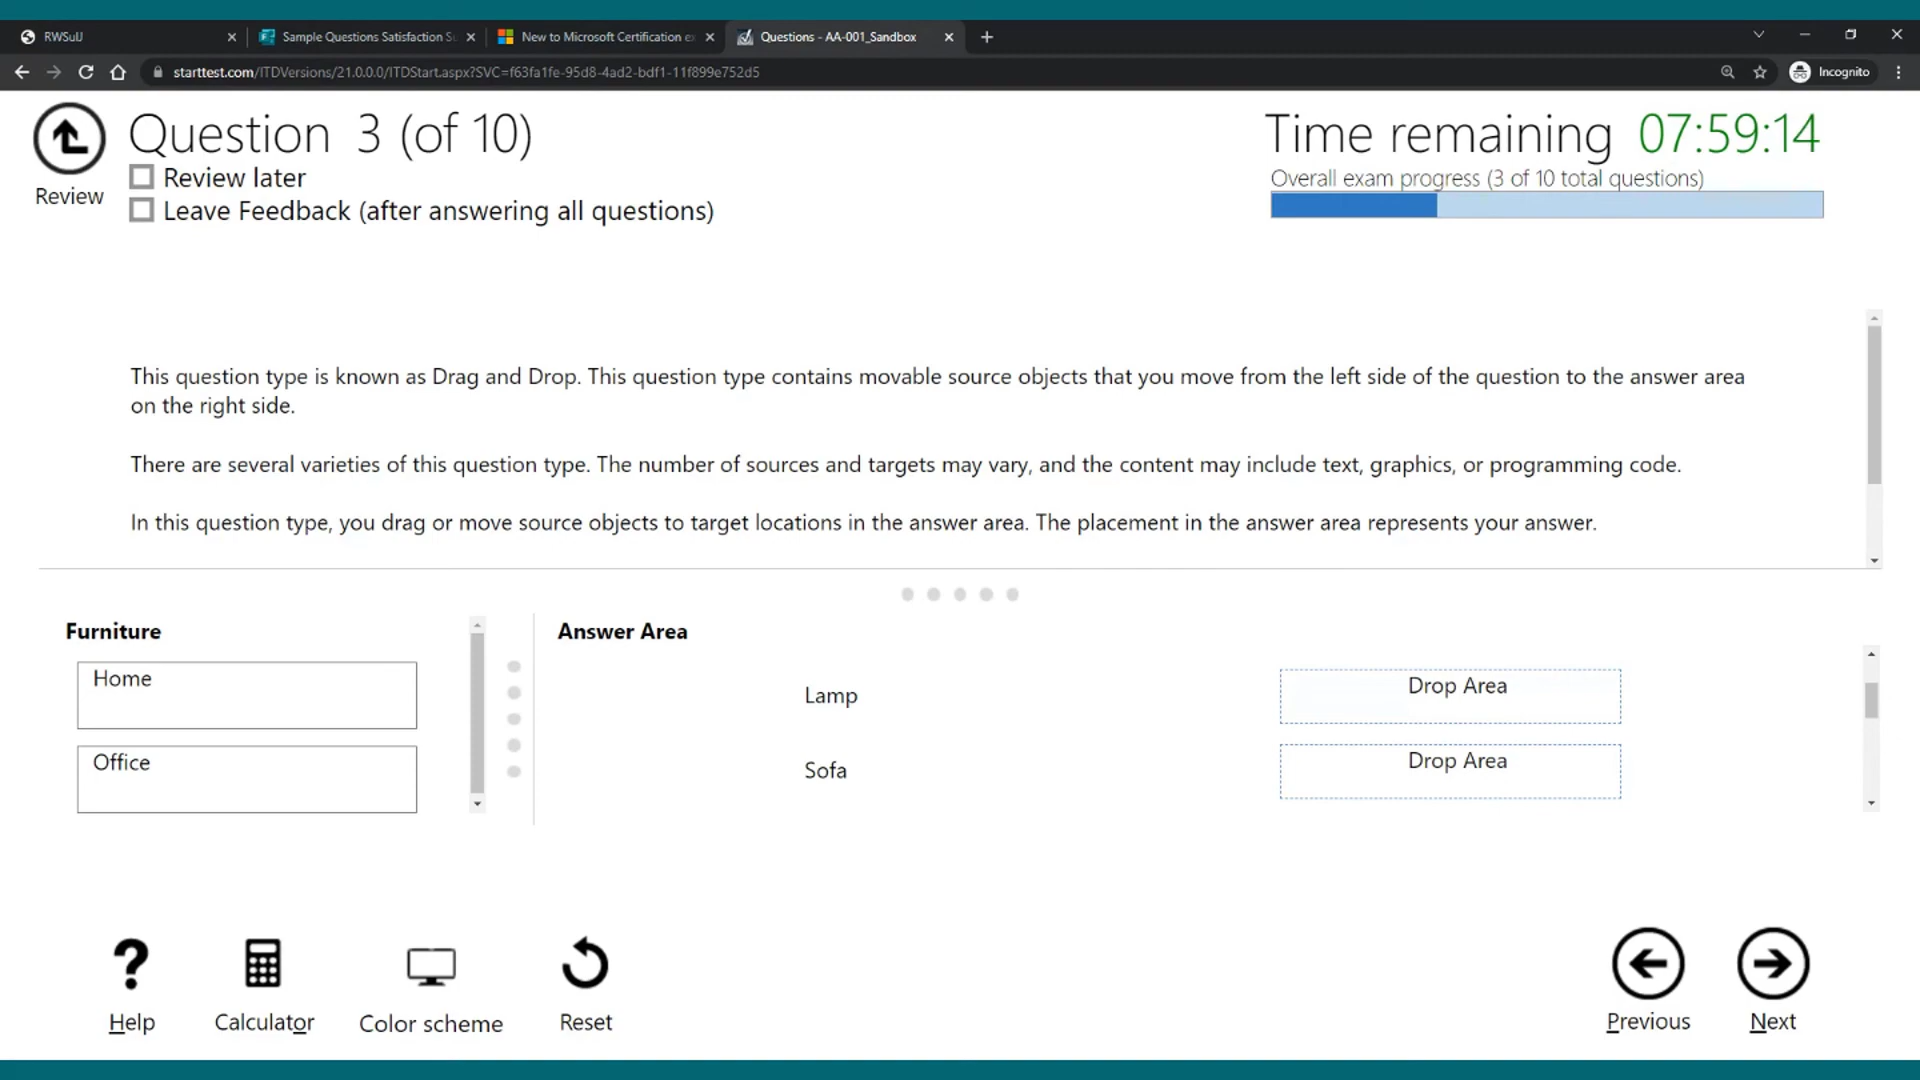 RWSulJ
Sample Questions Satisfaction Su
New to Microsoft Certification ex
Questions - AA-001_Sandbox
starttest.com/ITDVersions/21.0.0.0/ITDStart.aspx?SVC=f63fa1fe-95d8-4ad2-bdf1-11f899e752d5
Incognito
Review
Question 3 (of 10)
Review later
Leave Feedback (after answering all questions)
Time remaining 07:59:14
Overall exam progress (3 of 10 total questions)
This question type is known as Drag and Drop. This question type contains movable source objects that you move from the left side of the question to the answer area
on the right side.
There are several varieties of this question type. The number of sources and targets may vary, and the content may include text, graphics, or programming code.
In this question type, you drag or move source objects to target locations in the answer area. The placement in the answer area represents your answer.
Furniture
Home
Office
Answer Area
Lamp
Drop Area
Sofa
Drop Area
Help
Calculator
Color scheme
Reset
Previous
Next